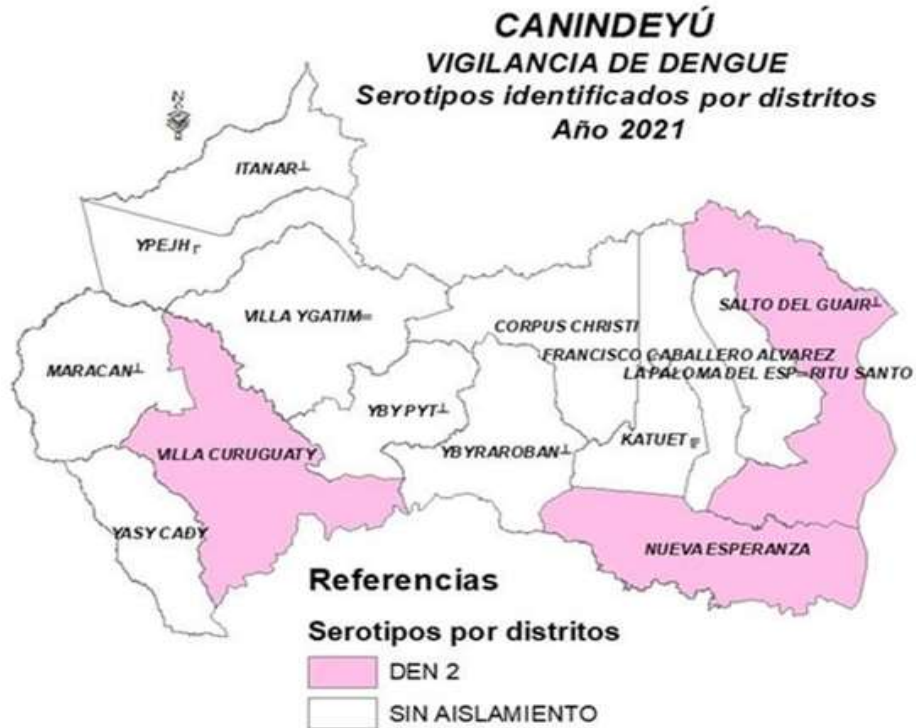 CANINDEYÚ
VIGILANCIA DE DENGUE
Serotipos identificados por distritos
Año 2021
N
ITANAR┴
YPEJH╓
VILLA YGATIM═
SALTO DEL GUAIR┴
CORPUS CHRISTI
FRANCISCO CABALLERO ALVAREZ
MARACAN┴
LA PALOMA DEL ESP═RITU SANTO
YBY PYT┴
KATUET╔
YBYRAROBAN┴
VILLA CURUGUATY
YASY CAÐY
NUEVA ESPERANZA
Referencias
Serotipos por distritos
DEN 2
SIN AISLAMIENTO